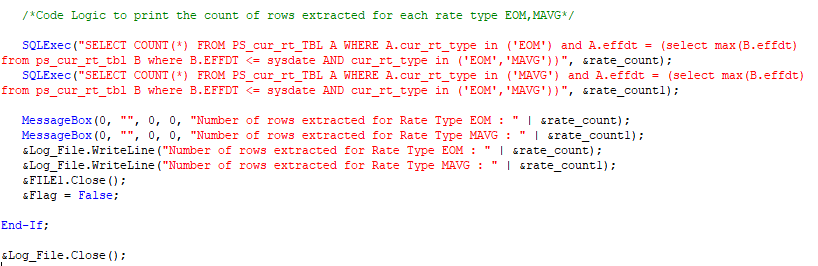 /*Code Logic to print the count of rows extracted for each rate type EOM,MAVG*/
SQLExec("SELECT COUNT(*) FROM PS_cur_rt_TBL A WHERE A.cur_rt_type in ('EOM') and A.effdt = (select max(B.effdt)
from ps_cur_rt_tbl B where B.EFFDT <= sysdate AND cur_rt_type in ('EOM','MAVG'))", &rate_count);
SQLExec("SELECT COUNT(*) FROM PS_cur_rt_TBL A WHERE A.cur_rt_type in ('MAVG') and A.effdt = (select max(B.effdt)
from ps_cur_rt_tbl B where B.EFFDT <= sysdate AND cur_rt_type in ('EOM','MAVG'))", &rate_count1);
MessageBox(0, "", 0, 0, "Number of rows extracted for Rate Type EOM : " | &rate_count);
MessageBox(0, "", 0, 0, "Number of rows extracted for Rate Type MAVG : " | &rate_count1);
&Log_File.WriteLine("Number of rows extracted for Rate Type EOM : " | &rate_count);
&Log_File.WriteLine("Number of rows extracted for Rate Type MAVG : " | &rate_count1);
&FILE1.Close();
&Flag = False;
End-If;
&Log_File.Close();